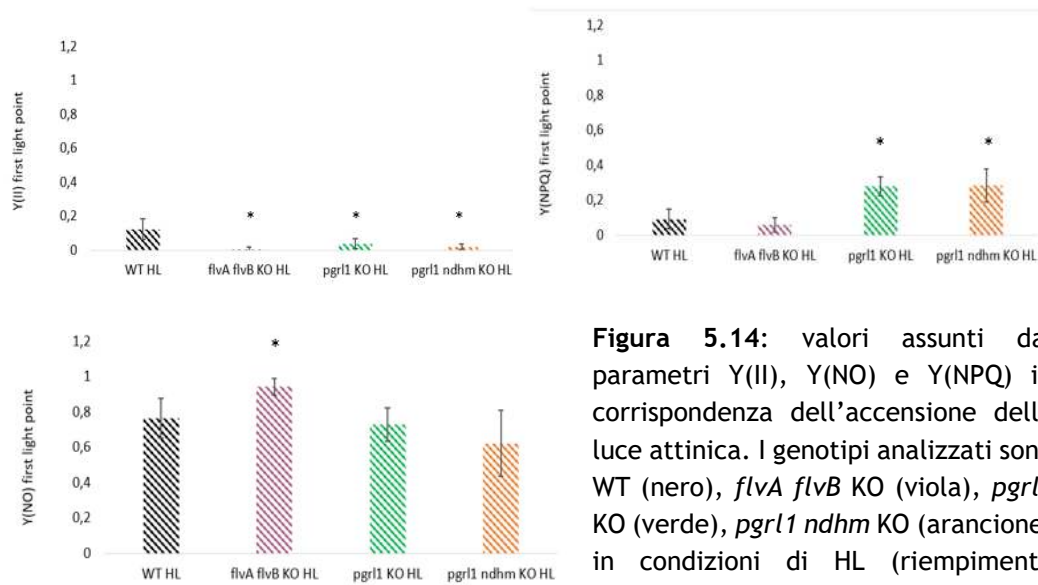 1,2
1
0,8
0,6
0,4
0,2
0
Y(II) first light point
*
*
*
WT HL
flvA flvB KO HL
pgrl1 KO HL
pgrl1 ndhm KO HL
1,2
1
0,8
0,6
0,4
0,2
0
Y(NPQ) first light point
*
*
WT HL
flvA flvB KO HL
pgrl1 KO HL
pgrl1 ndhm KO HL
1,2
1
0,8
0,6
0,4
0,2
0
Y(NO) first light point
*
WT HL
flvA flvB KO HL
pgrl1 KO HL
pgrl1 ndhm KO HL
Figura 5.14: valori assunti da
parametri Y(II), Y(NO) e Y(NPQ) i
corrispondenza dell’accensione dell
luce attinica. I genotipi analizzati son
WT (nero), flvA flvB KO (viola), pgrl
KO (verde), pgrl1 ndhm KO (arancione
in condizioni di HL (riempiment